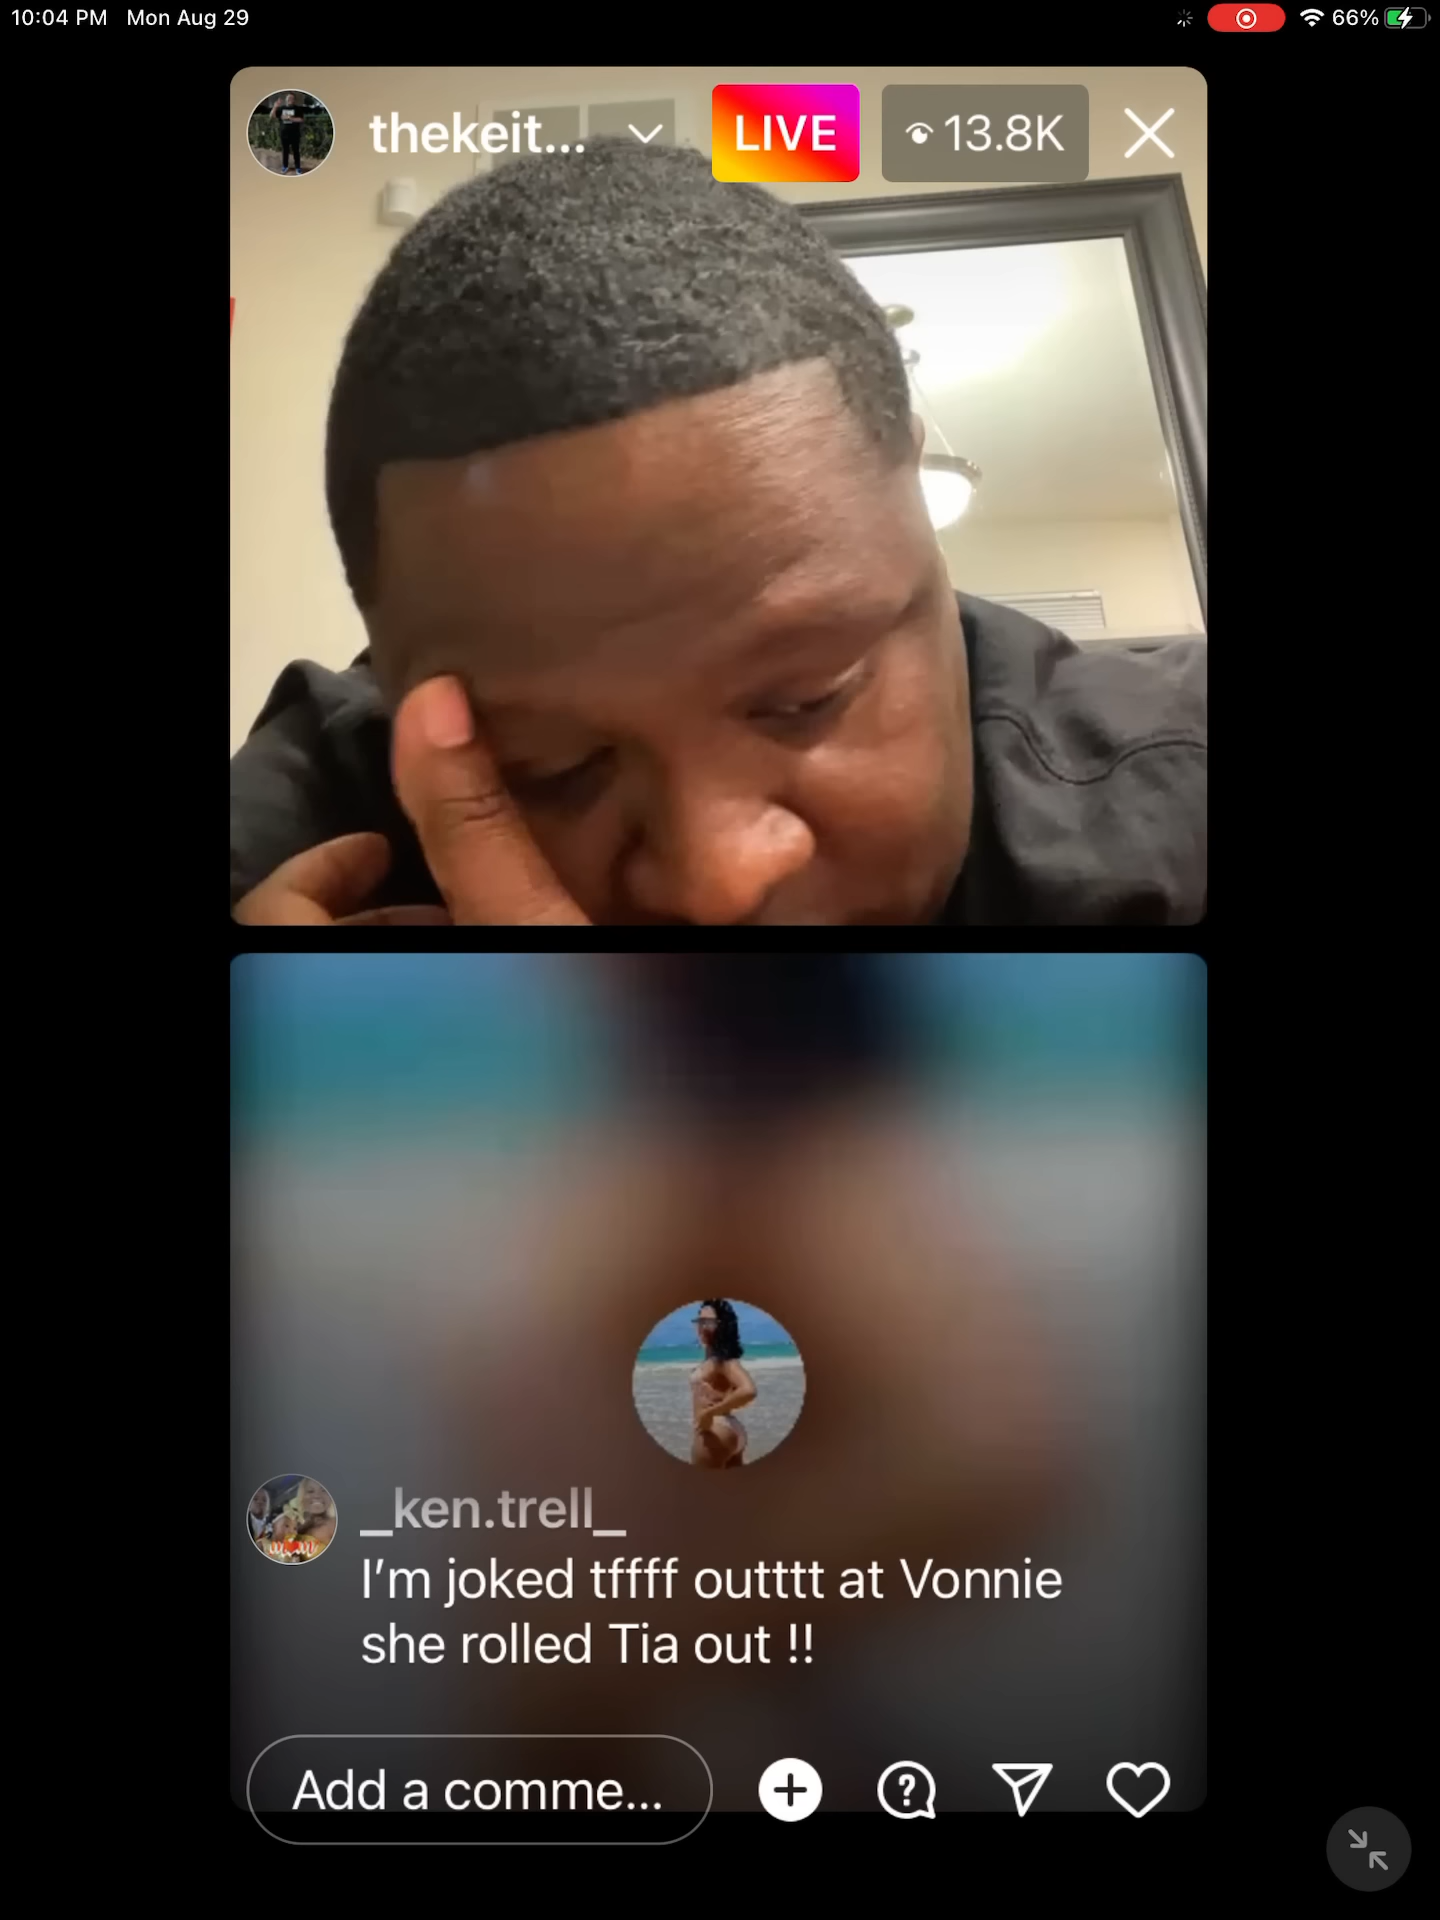 10:04 PM Mon Aug 29 66%
thekeit... LIVE 13.8K
_ken.trell_
I'm joked tffff outttt at Vonnie
she rolled Tia out !!
Add a comme...